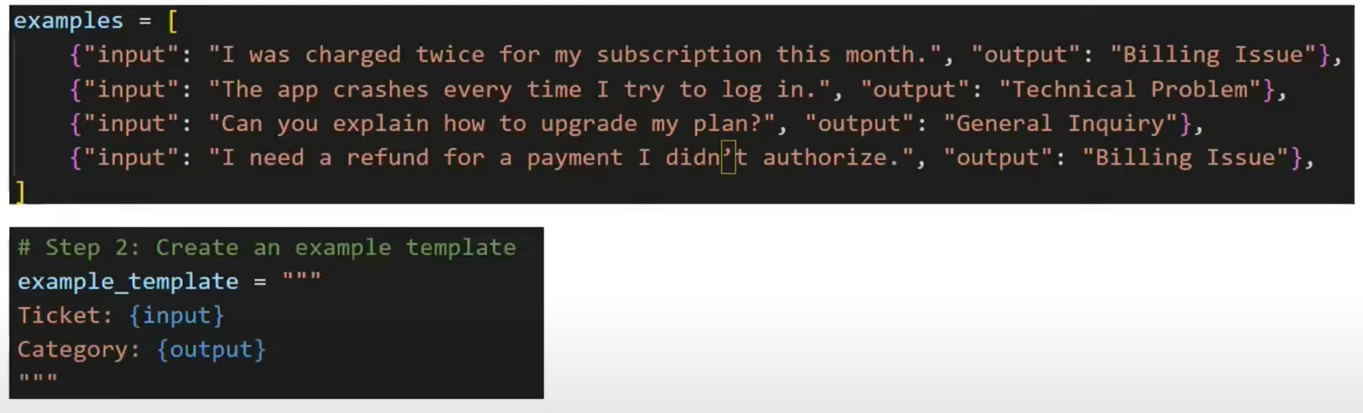 examples = [
    {"input": "I was charged twice for my subscription this month.", "output": "Billing Issue"},
    {"input": "The app crashes every time I try to log in.", "output": "Technical Problem"},
    {"input": "Can you explain how to upgrade my plan?", "output": "General Inquiry"},
    {"input": "I need a refund for a payment I didn’t authorize.", "output": "Billing Issue"},
]
# Step 2: Create an example template
example_template = """
Ticket: {input}
Category: {output}
"""